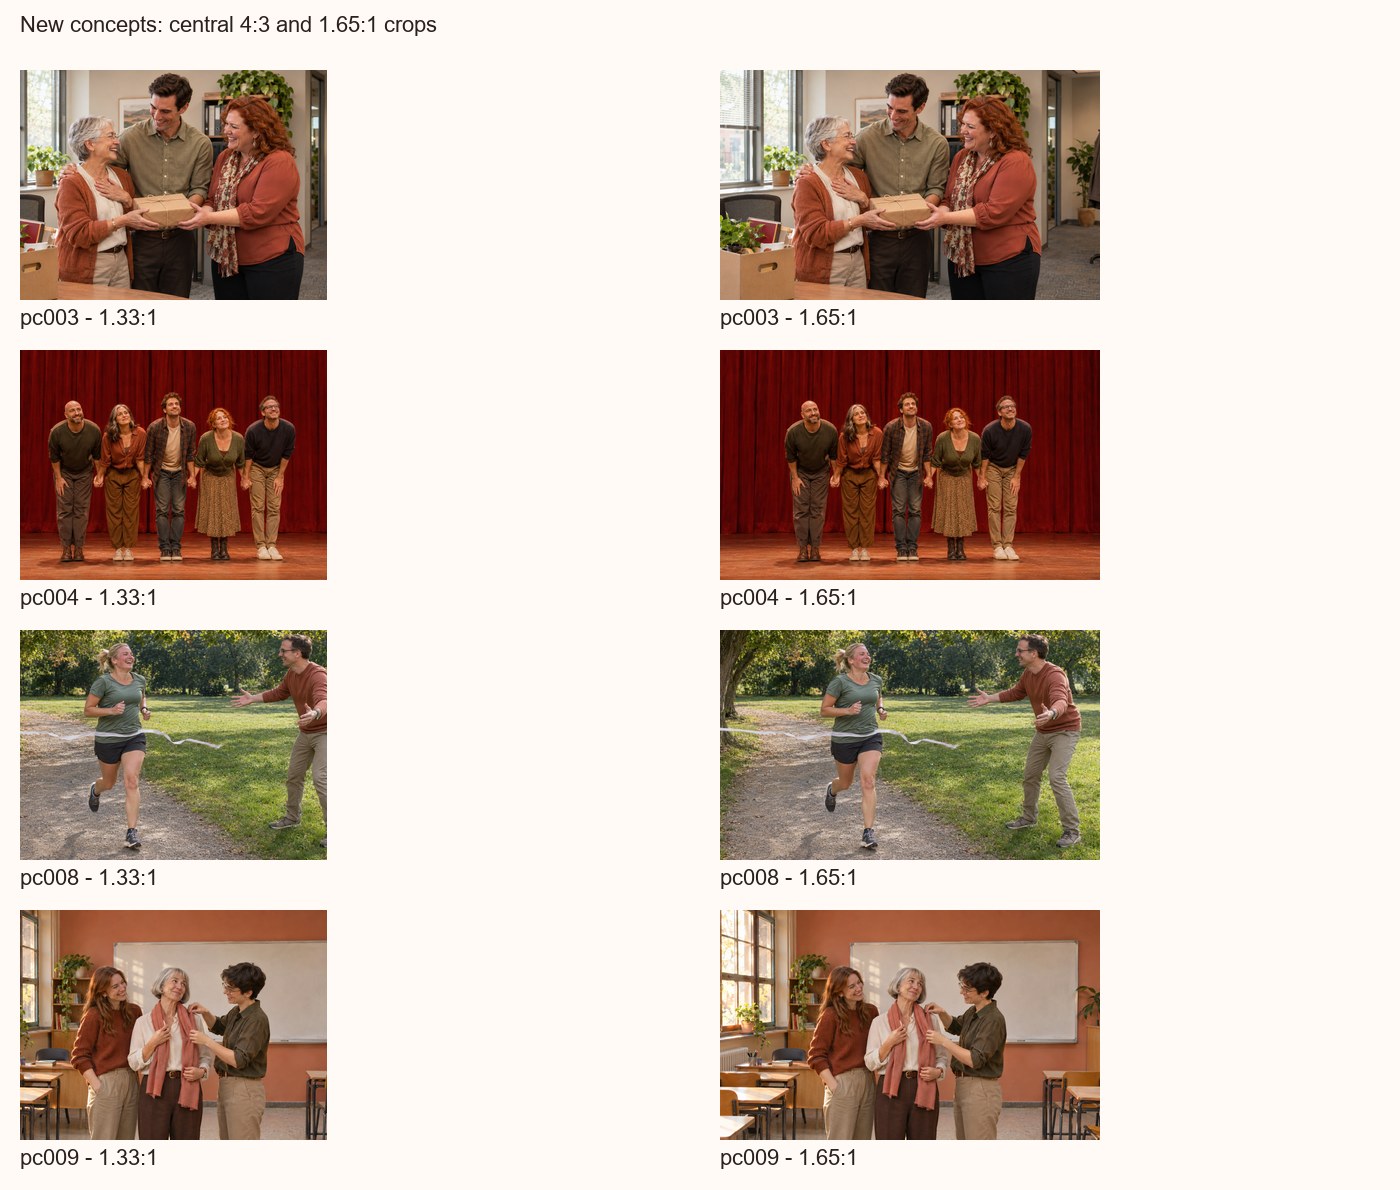 New concepts: central 4:3 and 1.65:1 crops
pc003 - 1.33:1
pc003 - 1.65:1
pc004 - 1.33:1
pc004 - 1.65:1
pc008 - 1.33:1
pc008 - 1.65:1
pc009 - 1.33:1
pc009 - 1.65:1